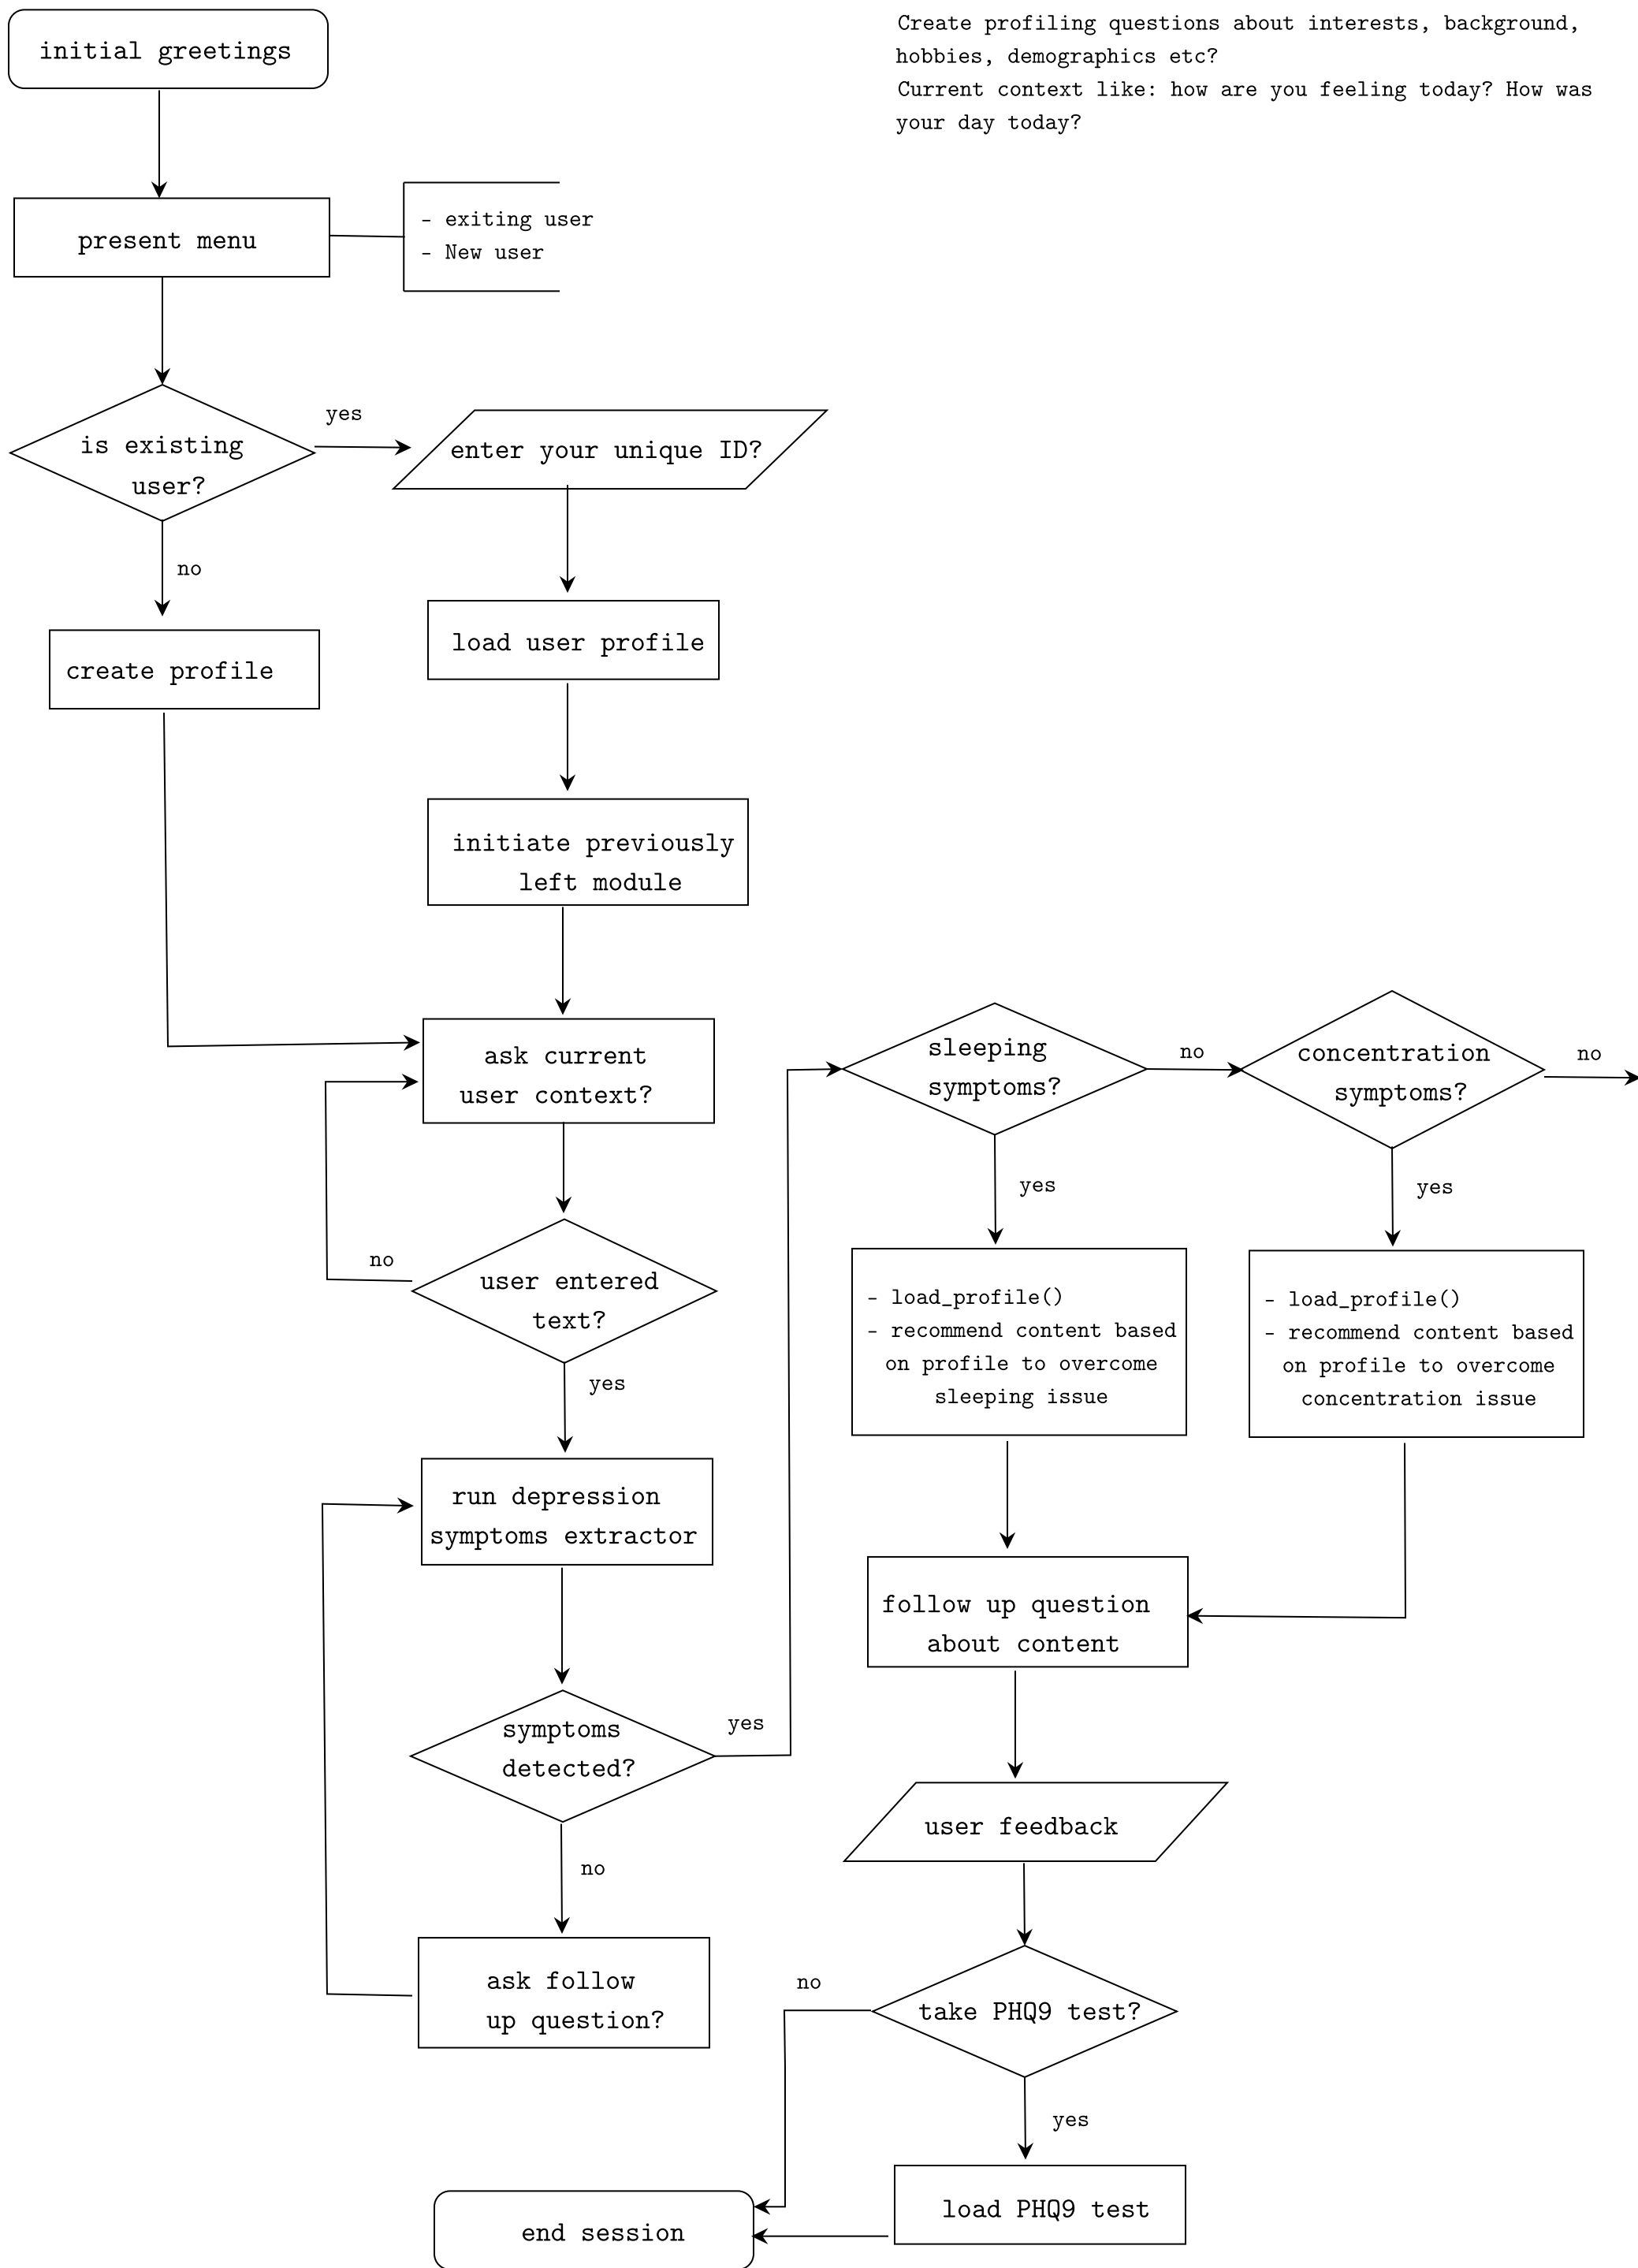 initial greetings
Create profiling questions about interests, background,
hobbies, demographics etc?
Current context like: how are you feeling today? How was
your day today?
present menu
- exiting user
- New user
is existing
user?
yes
enter your unique ID?
no
load user profile
create profile
initiate previously
left module
ask current
user context?
sleeping
symptoms?
no
concentration
symptoms?
no
yes
yes
no
user entered
text?
yes
- load_profile()
- recommend content based
on profile to overcome
sleeping issue
- load_profile()
- recommend content based
on profile to overcome
concentration issue
run depression
symptoms extractor
follow up question
about content
symptoms
detected?
yes
user feedback
no
ask follow
up question?
no
take PHQ9 test?
yes
load PHQ9 test
end session